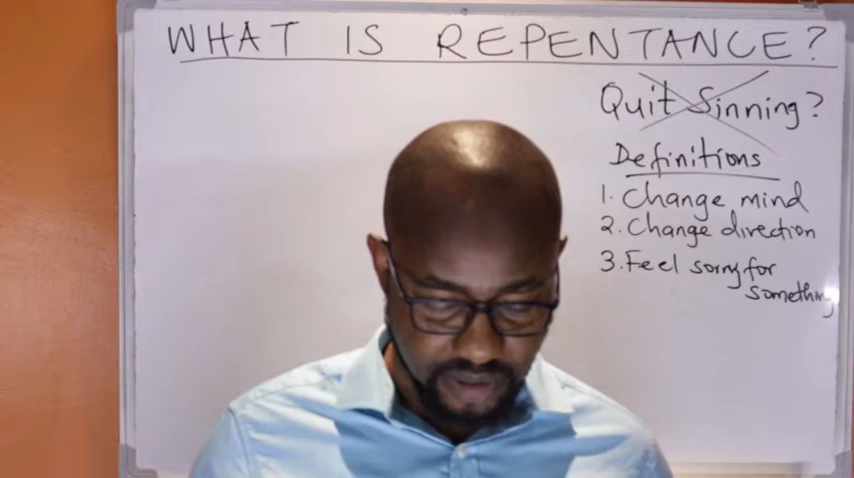 WHAT IS REPENTANCE?
Quit Sinning?
Definitions
1. Change mind
2. Change direction
3. Feel sorry for
something